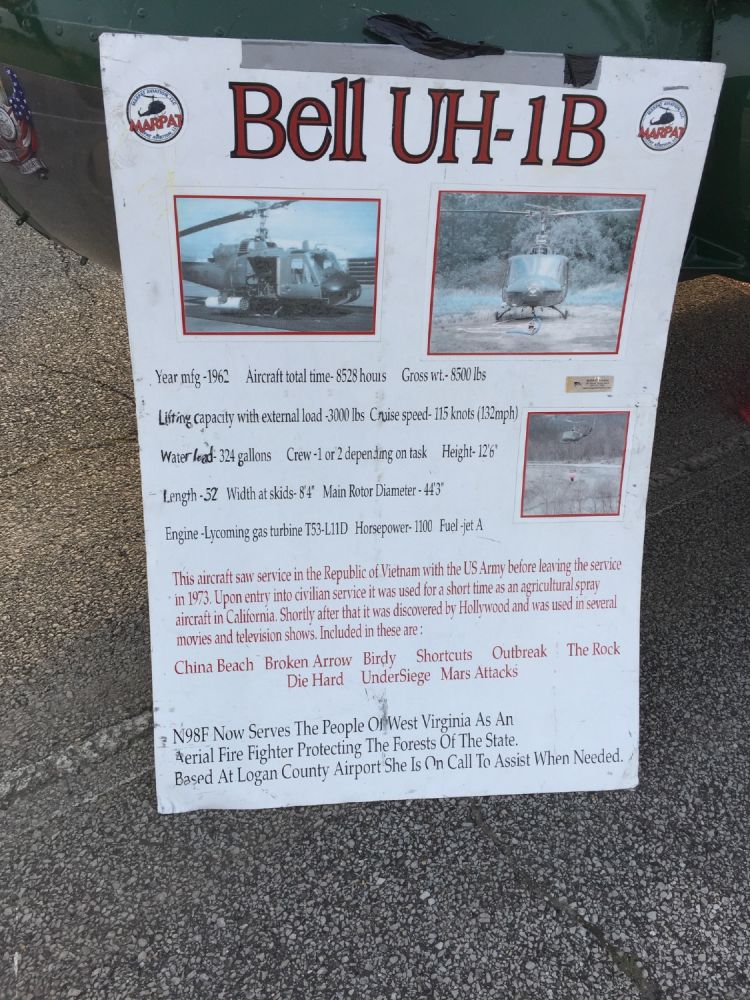 MARPAT AVIATION, LLC
MARPAT
MARPAT AVIATION, LLC
MARPAT
Bell UH-1B
Year mfg -1962 Aircraft total time- 8528 hours Gross wt.- 8500 lbs
Lifting capacity with external load -3000 lbs Cruise speed- 115 knots (132mph)
Water load- 324 gallons Crew -1 or 2 depending on task Height- 12'6"
Length -52' Width at skids- 8'4" Main Rotor Diameter - 44'3"
Engine -Lycoming gas turbine T53-L11D Horsepower- 1100 Fuel -jet A
This aircraft saw service in the Republic of Vietnam with the US Army before leaving the service
in 1973. Upon entry into civilian service it was used for a short time as an agricultural spray
aircraft in California. Shortly after that it was discovered by Hollywood and was used in several
movies and television shows. Included in these are :
China Beach Broken Arrow Birdy Shortcuts Outbreak The Rock
Die Hard UnderSiege Mars Attacks
N98F Now Serves The People Of West Virginia As An
Aerial Fire Fighter Protecting The Forests Of The State.
Based At Logan County Airport She Is On Call To Assist When Needed.